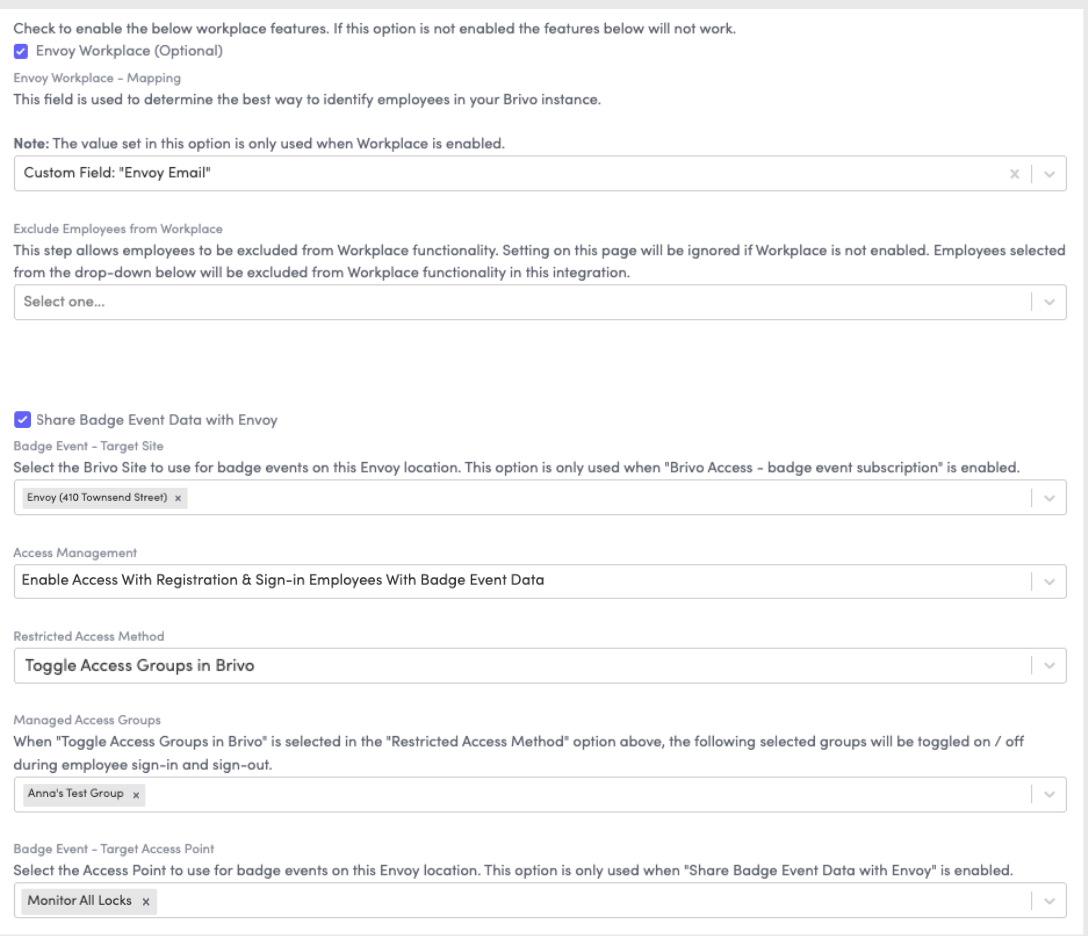 Check to enable the below workplace features. If this option is not enabled the features below will not work.
Envoy Workplace (Optional)
Envoy Workplace - Mapping
This field is used to determine the best way to identify employees in your Brivo instance.
Note: The value set in this option is only used when Workplace is enabled.
Custom Field: "Envoy Email" x
Exclude Employees from Workplace
This step allows employees to be excluded from Workplace functionality. Setting on this page will be ignored if Workplace is not enabled. Employees selected
from the drop-down below will be excluded from Workplace functionality in this integration.
Select one...
Share Badge Event Data with Envoy
Badge Event - Target Site
Select the Brivo Site to use for badge events on this Envoy location. This option is only used when "Brivo Access - badge event subscription" is enabled.
Envoy (410 Townsend Street) x
Access Management
Enable Access With Registration & Sign-in Employees With Badge Event Data
Restricted Access Method
Toggle Access Groups in Brivo
Managed Access Groups
When "Toggle Access Groups in Brivo" is selected in the "Restricted Access Method" option above, the following selected groups will be toggled on / off
during employee sign-in and sign-out.
Anna's Test Group x
Badge Event - Target Access Point
Select the Access Point to use for badge events on this Envoy location. This option is only used when "Share Badge Event Data with Envoy" is enabled.
Monitor All Locks x